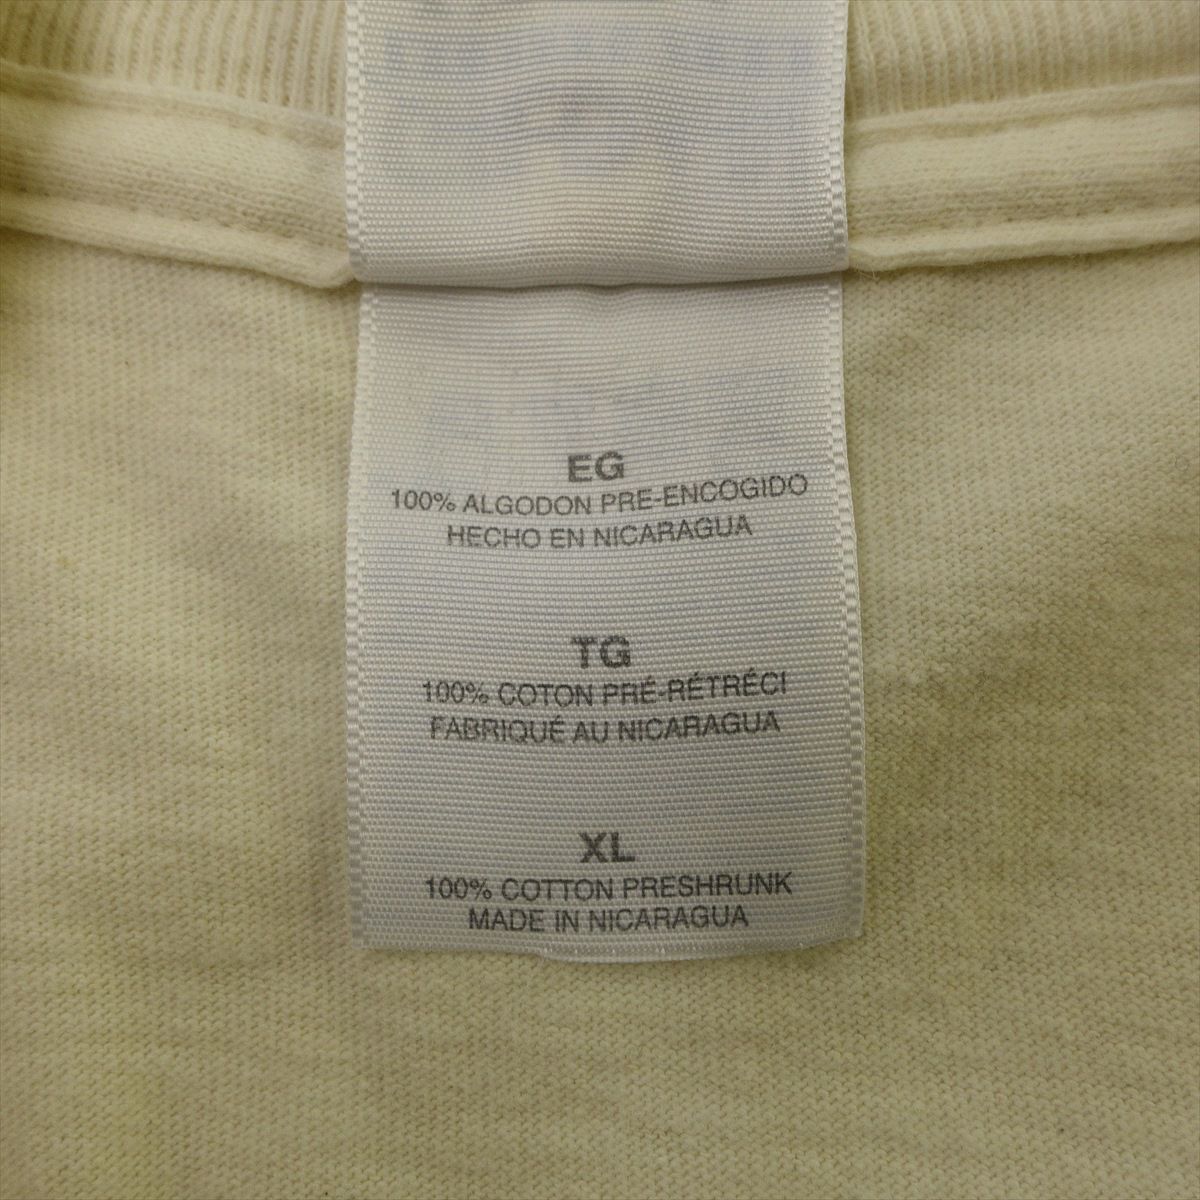 EG
100% ALGODON PRE-ENCOGIDO
HECHO EN NICARAGUA
TG
100% COTON PRÉ-RÉTRÉCI
FABRIQUÉ AU NICARAGUA
XL
100% COTTON PRESHRUNK
MADE IN NICARAGUA